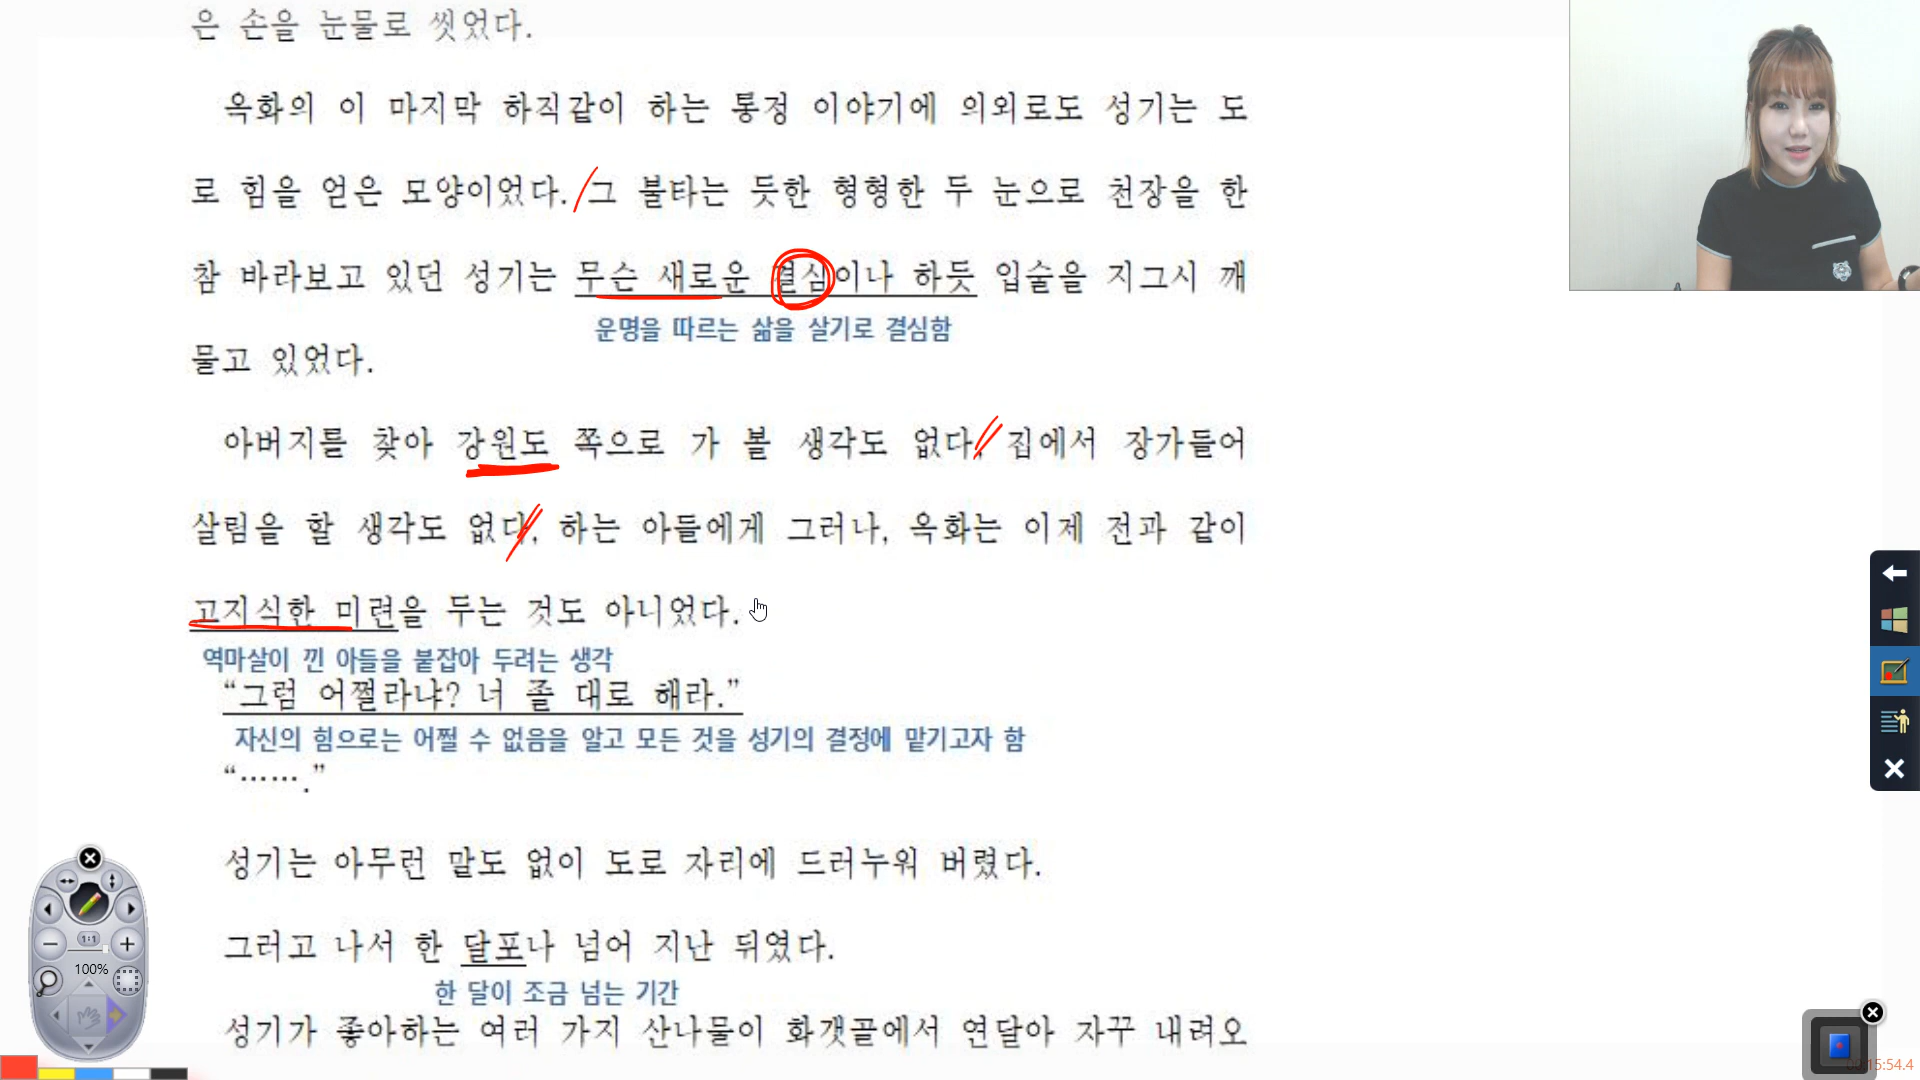 은 손을 눈물로 씻었다.
옥화의 이 마지막 하직같이 하는 통정 이야기에 의외로도 성기는 도
로 힘을 얻은 모양이었다. 그 불타는 듯한 형형한 두 눈으로 천장을 한
참 바라보고 있던 성기는 무슨 새로운 결심이나 하듯 입술을 지그시 깨
운명을 따르는 삶을 살기로 결심함
물고 있었다.
아버지를 찾아 강원도 쪽으로 가 볼 생각도 없다, 집에서 장가들어
살림을 할 생각도 없다, 하는 아들에게 그러나, 옥화는 이제 전과 같이
고지식한 미련을 두는 것도 아니었다.
역마살이 낀 아들을 붙잡아 두려는 생각
“그럼 어쩔라냐? 너 졸 대로 해라.”
자신의 힘으로는 어쩔 수 없음을 알고 모든 것을 성기의 결정에 맡기고자 함
“…….”
성기는 아무런 말도 없이 도로 자리에 드러누워 버렸다.
그러고 나서 한 달포나 넘어 지난 뒤였다.
한 달이 조금 넘는 기간
성기가 좋아하는 여러 가지 산나물이 화갯골에서 연달아 자꾸 내려오
1:1
100%
15:54.4